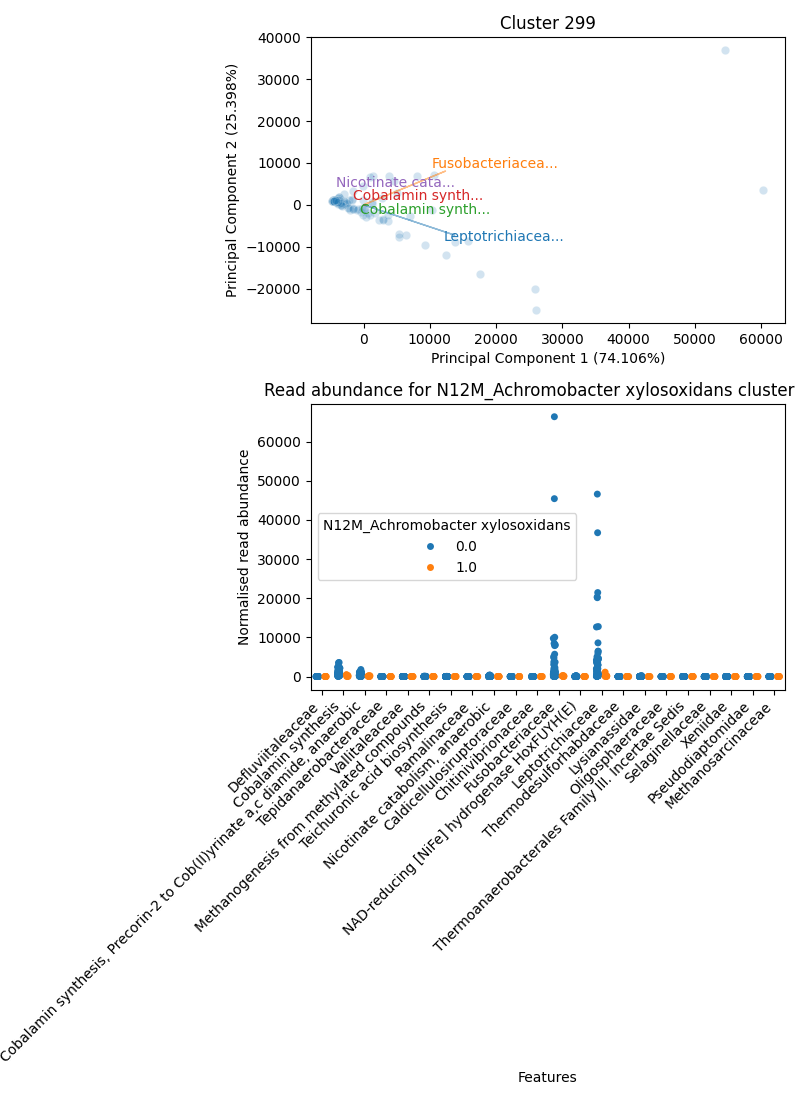 Cluster 299
Principal Component 2 (25.398%)
40000
30000
20000
10000
0
−10000
−20000
Fusobacteriacea...
Nicotinate cata...
Cobalamin synth...
Cobalamin synth...
Leptotrichiacea...
0
10000
20000
30000
40000
50000
60000
Principal Component 1 (74.106%)
Read abundance for N12M_Achromobacter xylosoxidans cluster
Normalised read abundance
60000
50000
40000
30000
20000
10000
0
N12M_Achromobacter xylosoxidans
0.0
1.0
Defluviitaleaceae
Cobalamin synthesis
Cobalamin synthesis, Precorin-2 to Cob(II)yrinate a,c diamide, anaerobic
Tepidanaerobacteraceae
Vallitaleaceae
Methanogenesis from methylated compounds
Teichuronic acid biosynthesis
Ramalinaceae
Nicotinate catabolism, anaerobic
Caldicellulosiruptoraceae
Chitinivibrionaceae
Fusobacteriaceae
NAD-reducing [NiFe] hydrogenase HoxFUYH(E)
Leptotrichiaceae
Thermodesulforhabdaceae
Lysianassidae
Oligosphaeraceae
Thermoanaerobacterales Family III. Incertae Sedis
Selaginellaceae
Xeniidae
Pseudodiaptomidae
Methanosarcinaceae
Features